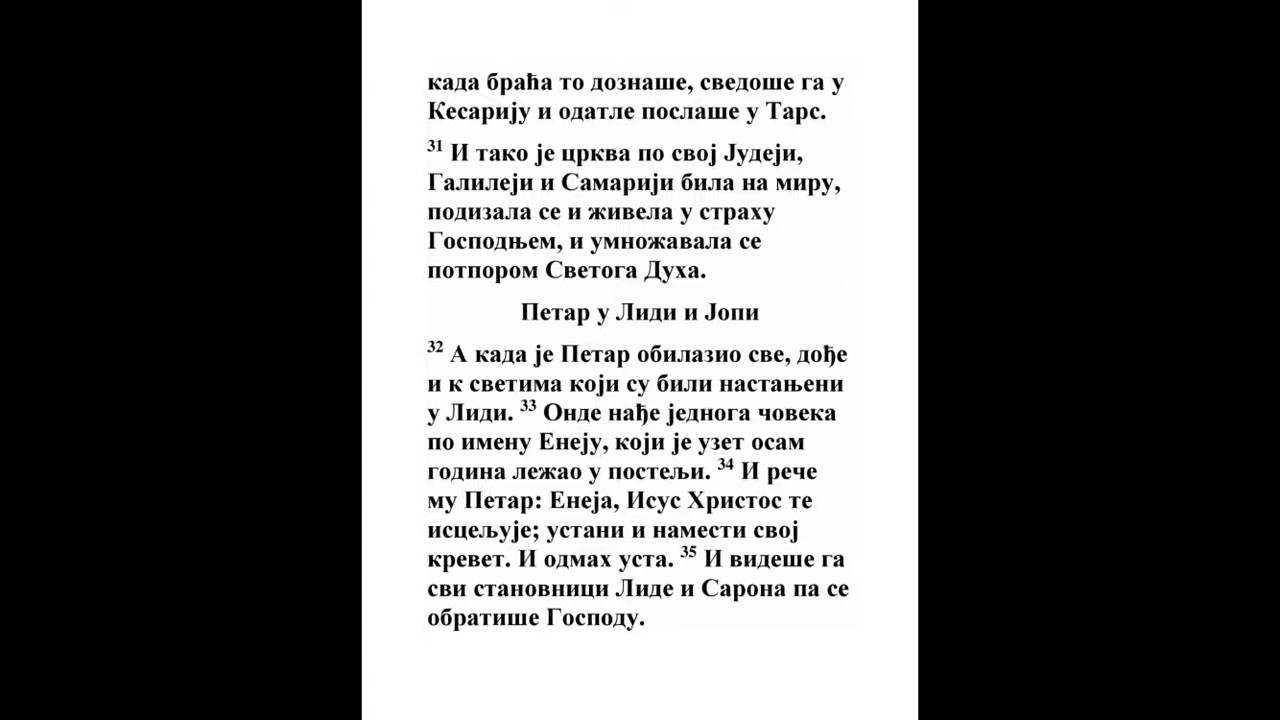 када браћа то дознаше, сведоше га у
Кесарију и одатле послаше у Тарс.
31 И тако је црква по свој Јудеји,
Галилеји и Самарији била на миру,
подизала се и живела у страху
Господњем, и умножавала се
потпором Светога Духа.
Петар у Лиди и Јопи
32 А када је Петар обилазио све, дође
и к светима који су били настањени
у Лиди. 33 Онде нађе једнога човека
по имену Енеју, који је узет осам
година лежао у постељи. 34 И рече
му Петар: Енеја, Исус Христос те
исцељује; устани и намести свој
кревет. И одмах уста. 35 И видеше га
сви становници Лиде и Сарона па се
обратише Господу.